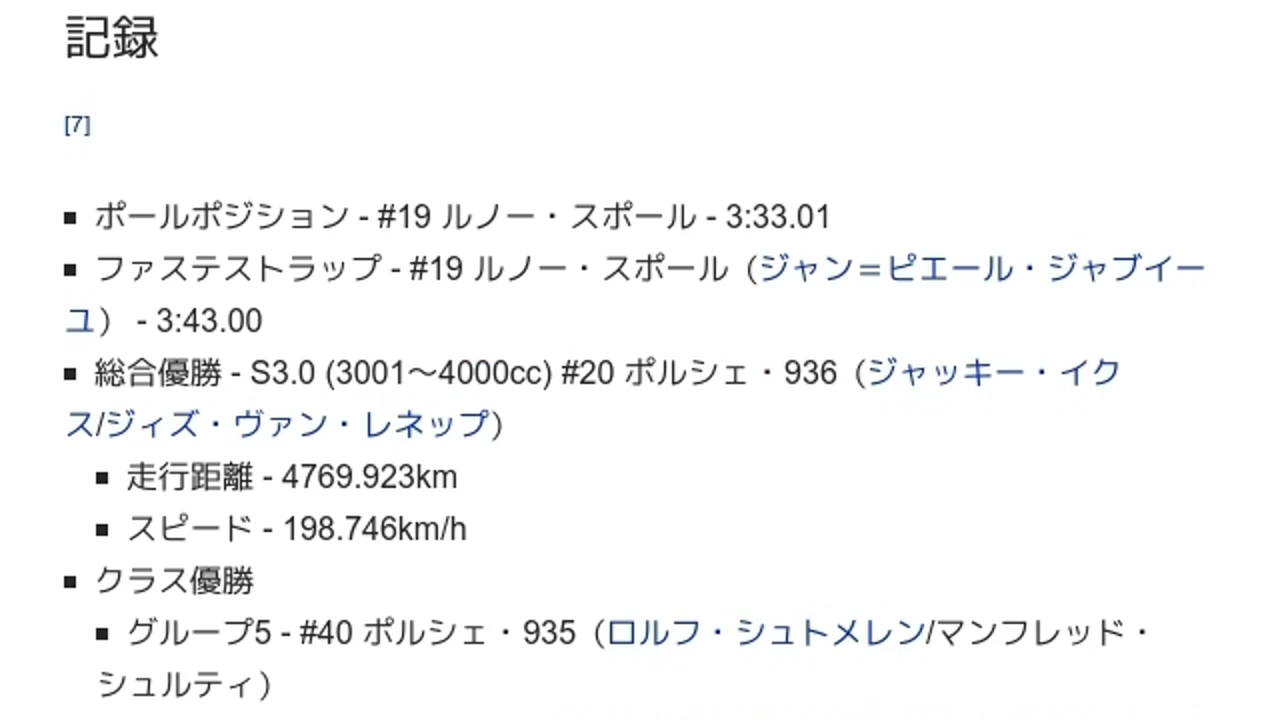 記録
[7]
▪ ポールポジション - #19 ルノー・スポール - 3:33.01
▪ ファステストラップ - #19 ルノー・スポール（ジャン＝ピエール・ジャブイー
ユ） - 3:43.00
▪ 総合優勝 - S3.0 (3001〜4000cc) #20 ポルシェ・936（ジャッキー・イク
ス/ジィズ・ヴァン・レネップ）
▪ 走行距離 - 4769.923km
▪ スピード - 198.746km/h
▪ クラス優勝
▪ グループ5 - #40 ポルシェ・935（ロルフ・シュトメレン/マンフレッド・
シュルティ）